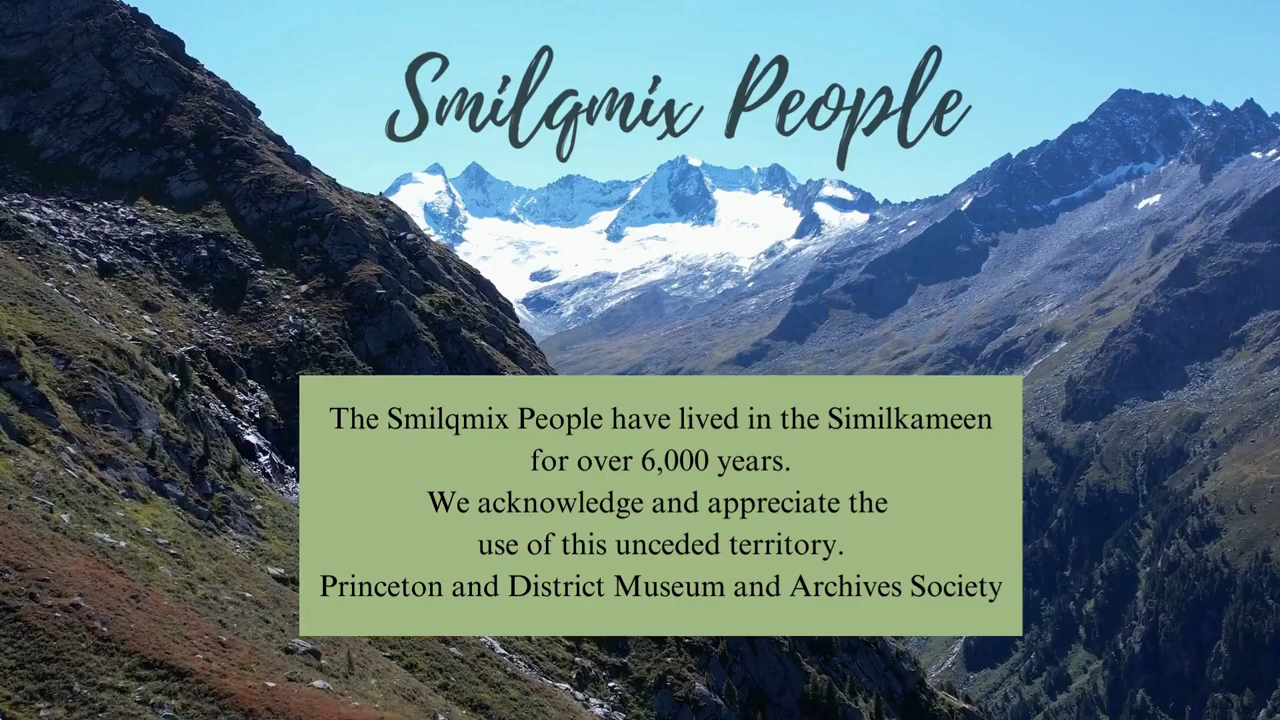 Smilqmix People
The Smilqmix People have lived in the Similkameen
for over 6,000 years.
We acknowledge and appreciate the
use of this unceded territory.
Princeton and District Museum and Archives Society